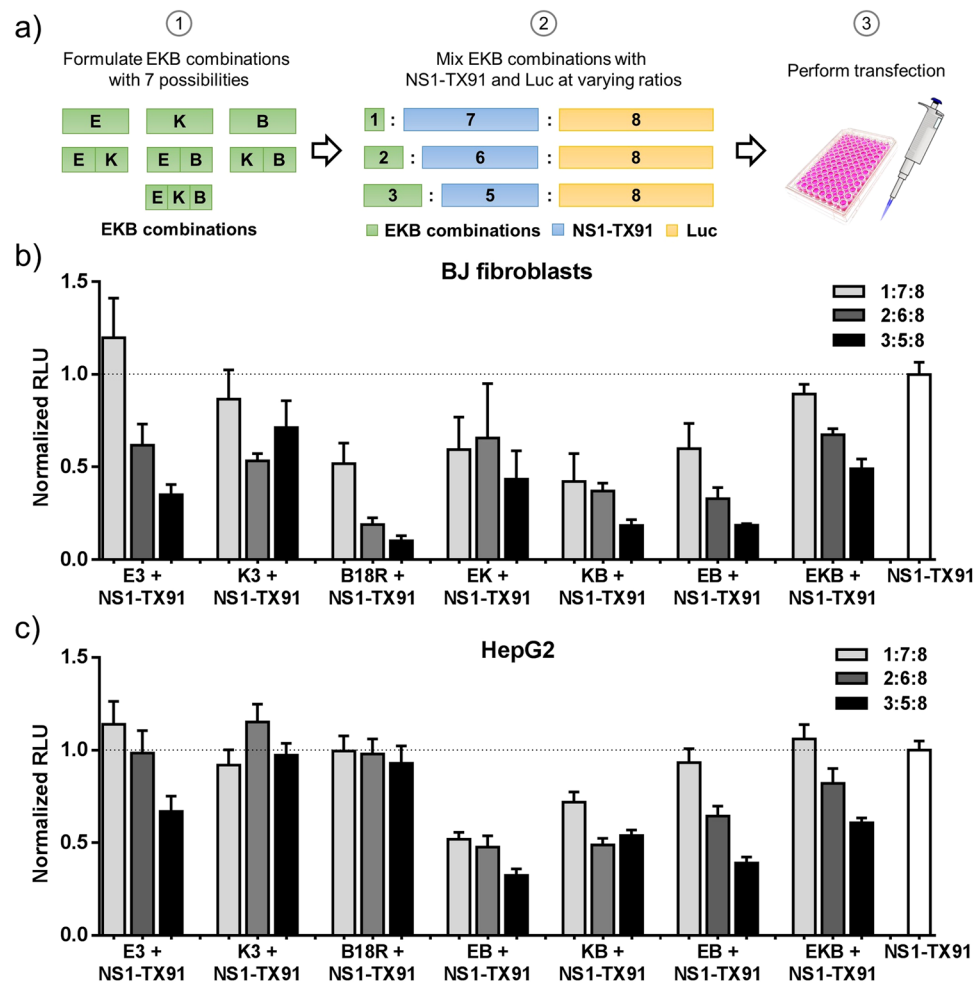 a)
1
2
3
Formulate EKB combinations
with 7 possibilities
Mix EKB combinations with
NS1-TX91 and Luc at varying ratios
Perform transfection
E K B
E K E B K B
E K B
EKB combinations
1 : 7 : 8
2 : 6 : 8
3 : 5 : 8
EKB combinations NS1-TX91 Luc
b)
BJ fibroblasts
1:7:8
2:6:8
3:5:8
Normalized RLU
1.5
1.0
0.5
0.0
E3 +
NS1-TX91
K3 +
NS1-TX91
B18R +
NS1-TX91
EK +
NS1-TX91
KB +
NS1-TX91
EB +
NS1-TX91
EKB +
NS1-TX91
NS1-TX91
c)
HepG2
1:7:8
2:6:8
3:5:8
Normalized RLU
1.5
1.0
0.5
0.0
E3 +
NS1-TX91
K3 +
NS1-TX91
B18R +
NS1-TX91
EB +
NS1-TX91
KB +
NS1-TX91
EB +
NS1-TX91
EKB +
NS1-TX91
NS1-TX91